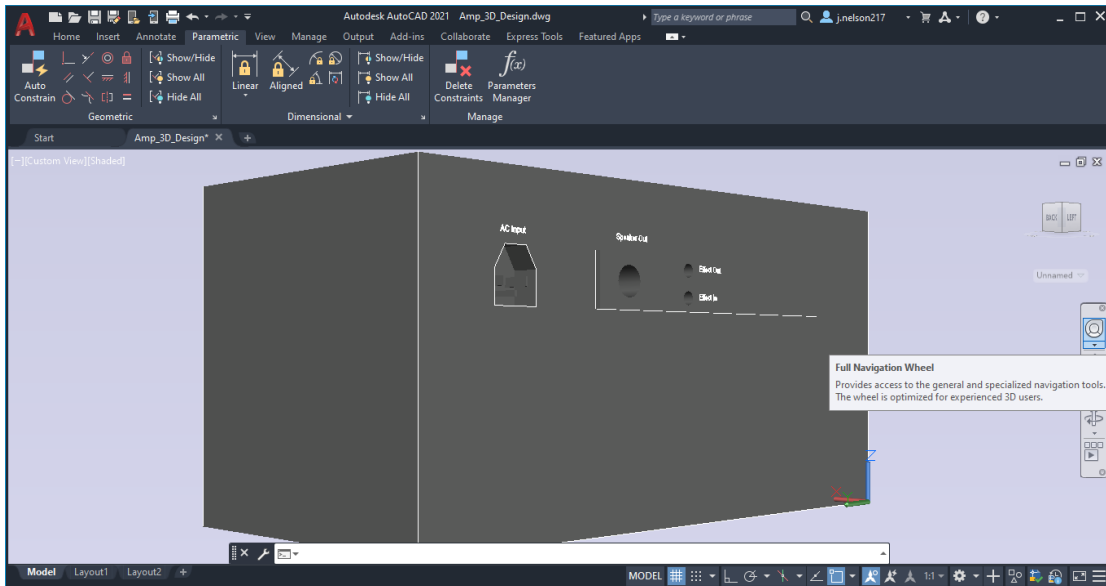 Autodesk AutoCAD 2021 Amp_3D_Design.dwg
Type a keyword or phrase
j.nelson217
Home Insert Annotate Parametric View Manage Output Add-ins Collaborate Express Tools Featured Apps
Auto
Constrain
Show/Hide
Show All
Hide All
Geometric
Linear
Aligned
Show/Hide
Show All
Hide All
Dimensional
Delete
Constraints
f(x)
Parameters
Manager
Manage
Start
Amp_3D_Design*
[−][Custom View][Shaded]
BACK LEFT
Unnamed
AC Input
Speaker Out
Effect Out
Effect In
Full Navigation Wheel
Provides access to the general and specialized navigation tools.
The wheel is optimized for experienced 3D users.
Z
Model Layout1 Layout2 +
MODEL
1:1